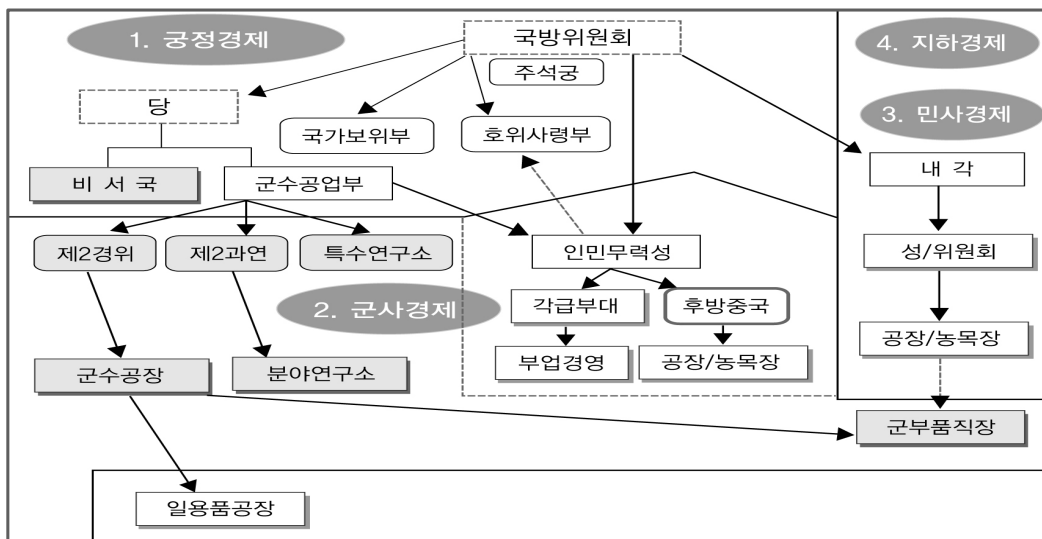 1. 궁정경제
국방위원회
4. 지하경제
주석궁
당
국가보위부
호위사령부
3. 민사경제
비 서 국
군수공업부
내 각
제2경위
제2과연
특수연구소
인민무력성
성/위원회
2. 군사경제
각급부대
후방중국
군수공장
분야연구소
부업경영
공장/농목장
공장/농목장
군부품직장
일용품공장